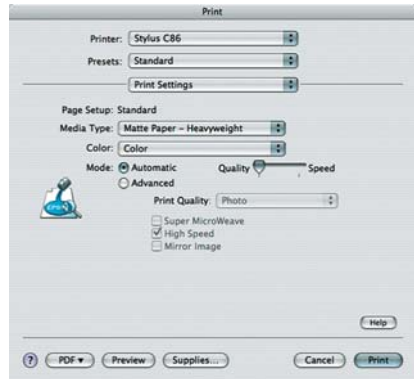 Print
Printer: Stylus C86
Presets: Standard
Print Settings
Page Setup: Standard
Media Type: Matte Paper – Heavyweight
Color: Color
Mode: Automatic Quality Speed
Advanced
Print Quality: Photo
Super MicroWeave
High Speed
Mirror Image
Help
? PDF Preview Supplies... Cancel Print